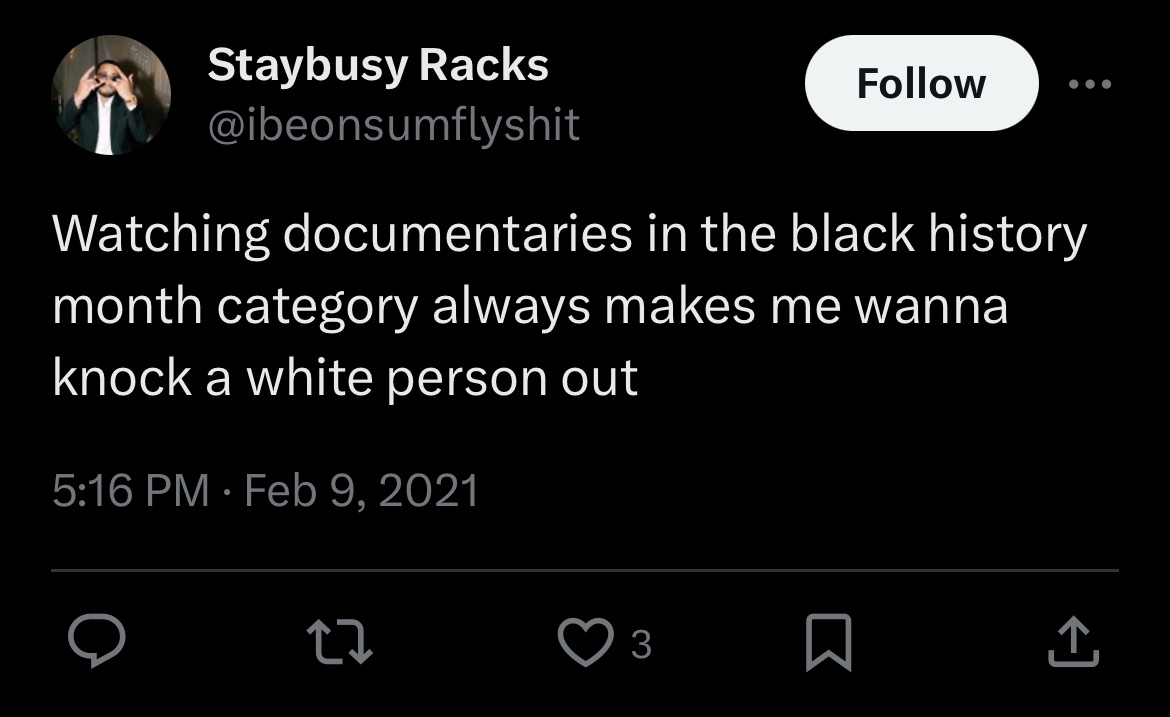 Staybusy Racks
Follow
@ibeonsumflyshit
Watching documentaries in the black history
month category always makes me wanna
knock a white person out
5:16 PM · Feb 9, 2021
3